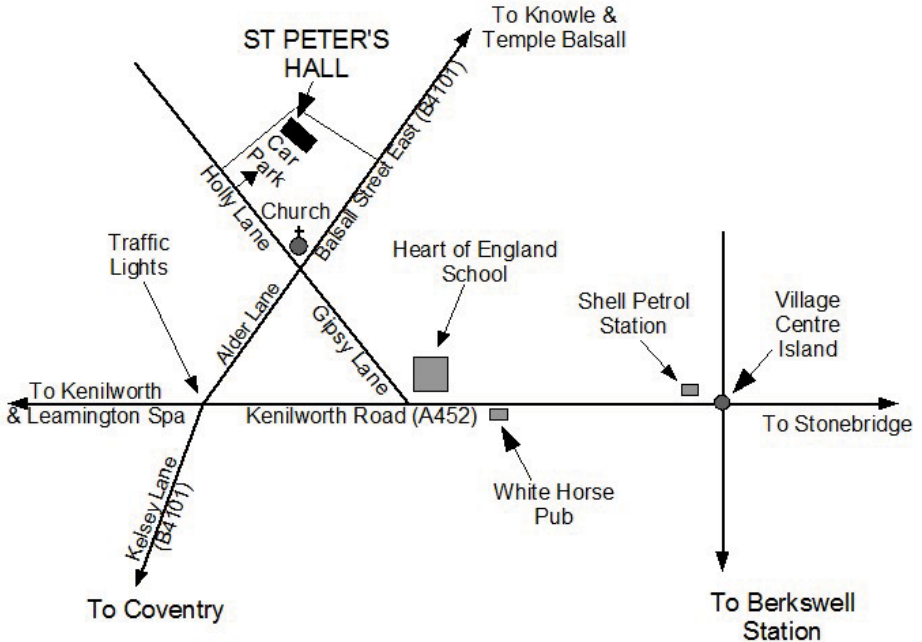 To Knowle &
Temple Balsall
ST PETER'S
HALL
Balsall Street East (B4101)
Car
Park
Holly Lane
Church
Traffic
Lights
Heart of England
School
Shell Petrol
Station
Village
Centre
Island
Alder Lane
Gipsy Lane
To Kenilworth
& Leamington Spa
Kenilworth Road (A452)
To Stonebridge
Kelsey Lane
(B4101)
White Horse
Pub
To Coventry
To Berkswell
Station